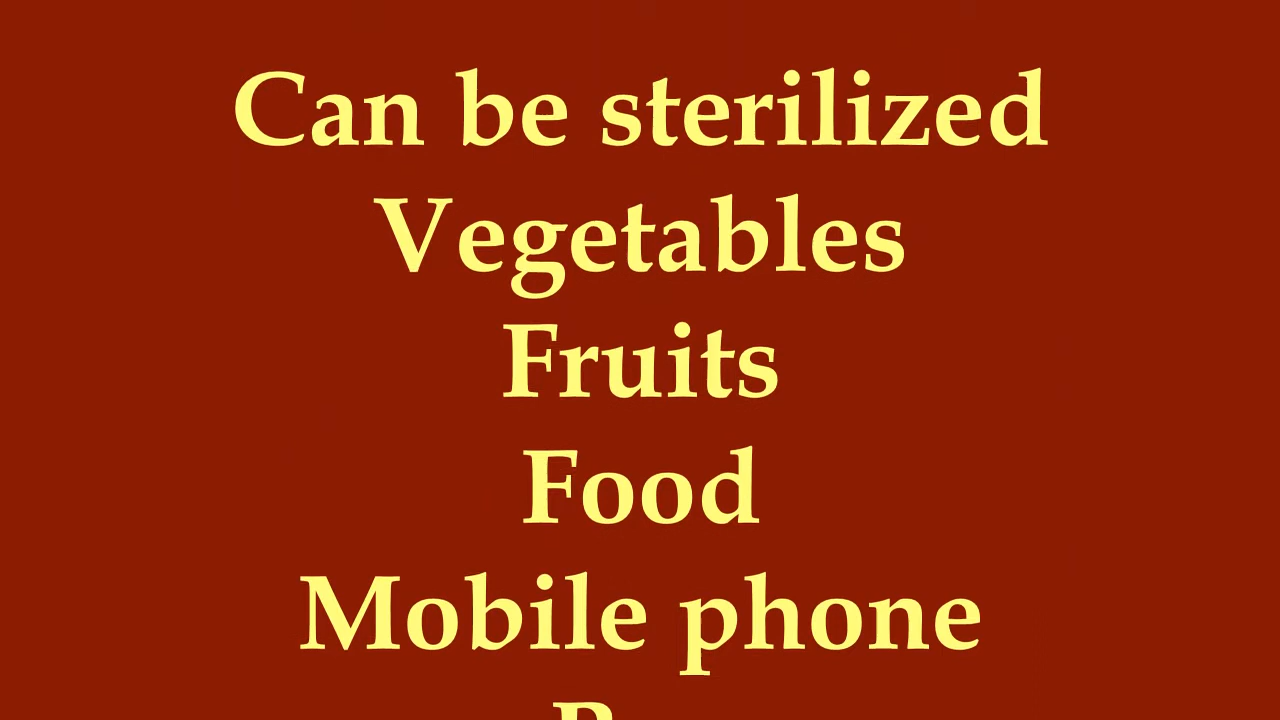 Can be sterilized
Vegetables
Fruits
Food
Mobile phone